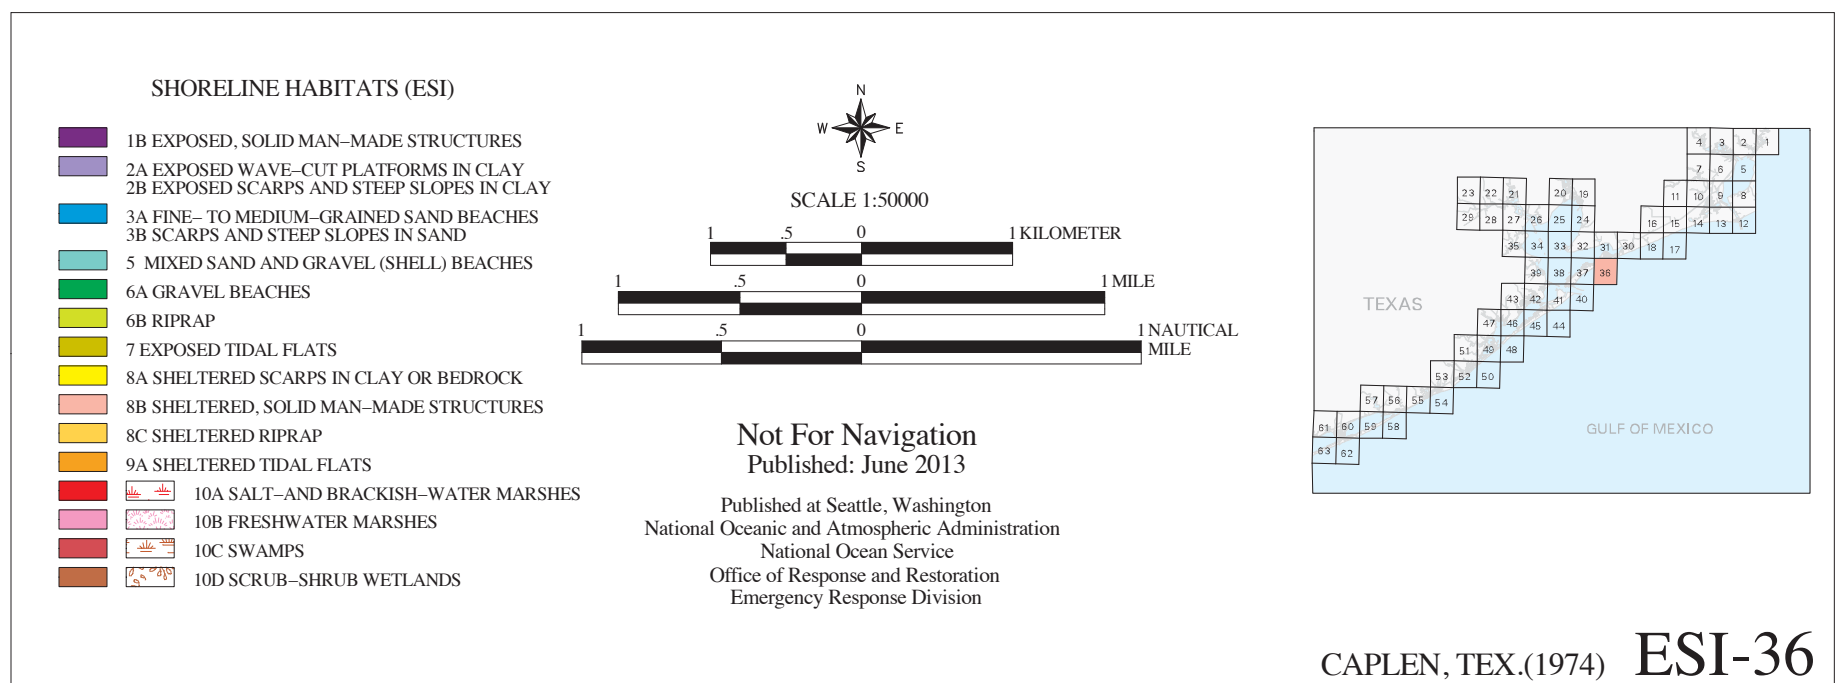 SHORELINE HABITATS (ESI)
1B EXPOSED, SOLID MAN–MADE STRUCTURES
2A EXPOSED WAVE–CUT PLATFORMS IN CLAY
2B EXPOSED SCARPS AND STEEP SLOPES IN CLAY
3A FINE– TO MEDIUM–GRAINED SAND BEACHES
3B SCARPS AND STEEP SLOPES IN SAND
5 MIXED SAND AND GRAVEL (SHELL) BEACHES
6A GRAVEL BEACHES
6B RIPRAP
7 EXPOSED TIDAL FLATS
8A SHELTERED SCARPS IN CLAY OR BEDROCK
8B SHELTERED, SOLID MAN–MADE STRUCTURES
8C SHELTERED RIPRAP
9A SHELTERED TIDAL FLATS
10A SALT–AND BRACKISH–WATER MARSHES
10B FRESHWATER MARSHES
10C SWAMPS
10D SCRUB–SHRUB WETLANDS
N
W E
S
SCALE 1:50000
1 .5 0 1 KILOMETER
1 .5 0 1 MILE
1 .5 0 1 NAUTICAL
MILE
Not For Navigation
Published: June 2013
Published at Seattle, Washington
National Oceanic and Atmospheric Administration
National Ocean Service
Office of Response and Restoration
Emergency Response Division
4 3 2 1
7 6 5
23 22 21 20 19 11 10 9 8
29 28 27 26 25 24 16 15 14 13 12
35 34 33 32 31 30 18 17
39 38 37 36
TEXAS
43 42 41 40
47 46 45 44
51 49 48
53 52 50
57 56 55 54
61 60 59 58
GULF OF MEXICO
63 62
CAPLEN, TEX.(1974) ESI-36